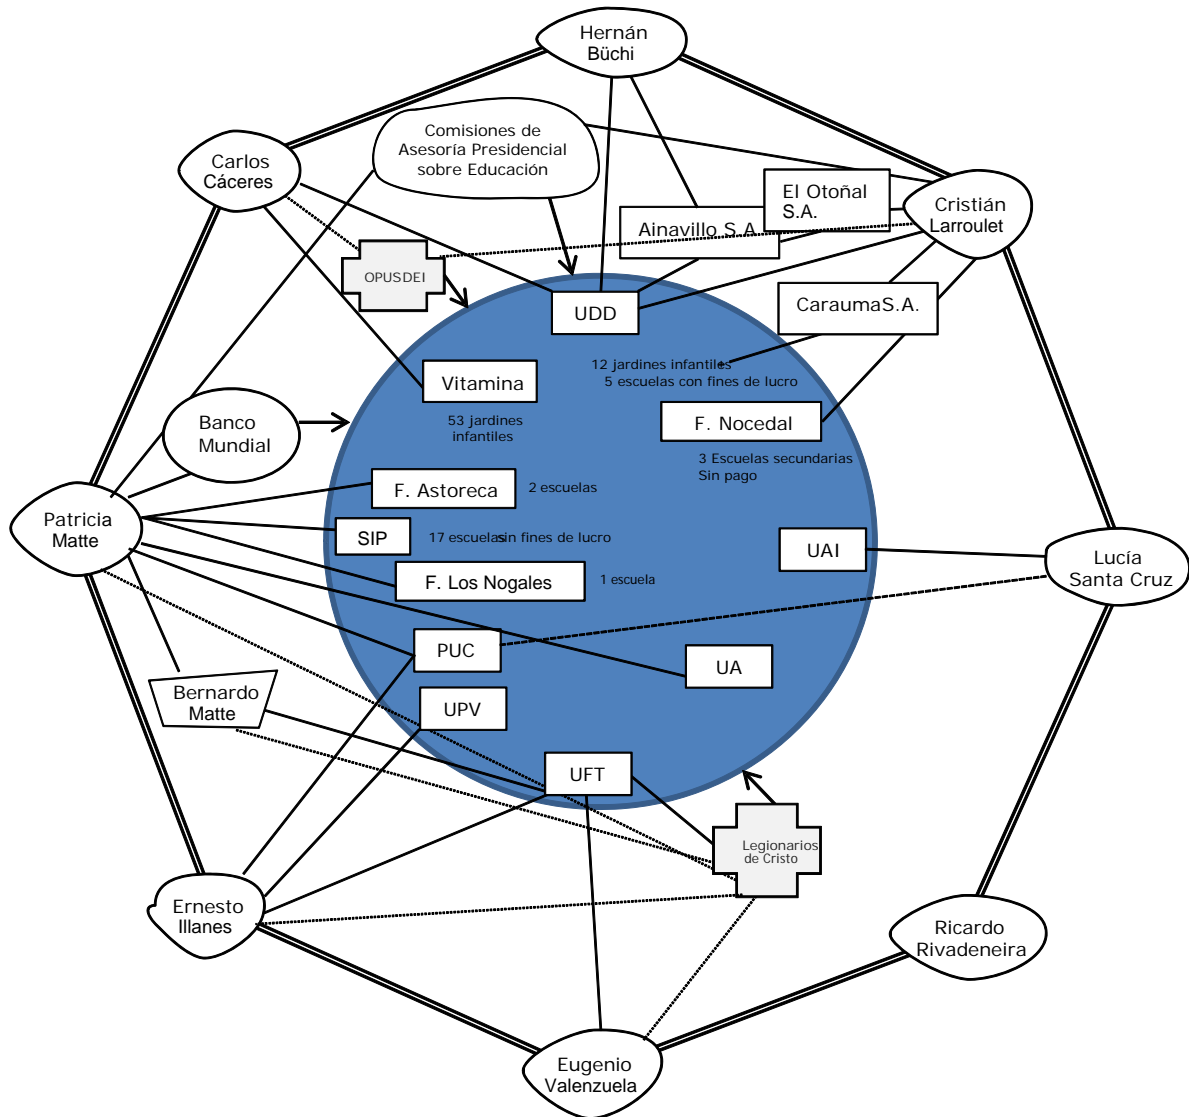 Hernán
Büchi
Comisiones de
Asesoría Presidencial
sobre Educación
Carlos
Cáceres
El Otoñal
S.A.
Cristián
Larroulet
Ainavillo S.A.
OPUS DEI
UDD
Carauma S.A.
12 jardines infantiles
5 escuelas con fines de lucro
Vitamina
53 jardines
infantiles
F. Nocedal
3 Escuelas secundarias
Sin pago
Banco
Mundial
F. Astoreca
2 escuelas
Patricia
Matte
SIP
17 escuelas sin fines de lucro
UAI
Lucía
Santa Cruz
F. Los Nogales
1 escuela
PUC
UA
Bernardo
Matte
UPV
UFT
Legionarios
de Cristo
Ernesto
Illanes
Ricardo
Rivadeneira
Eugenio
Valenzuela